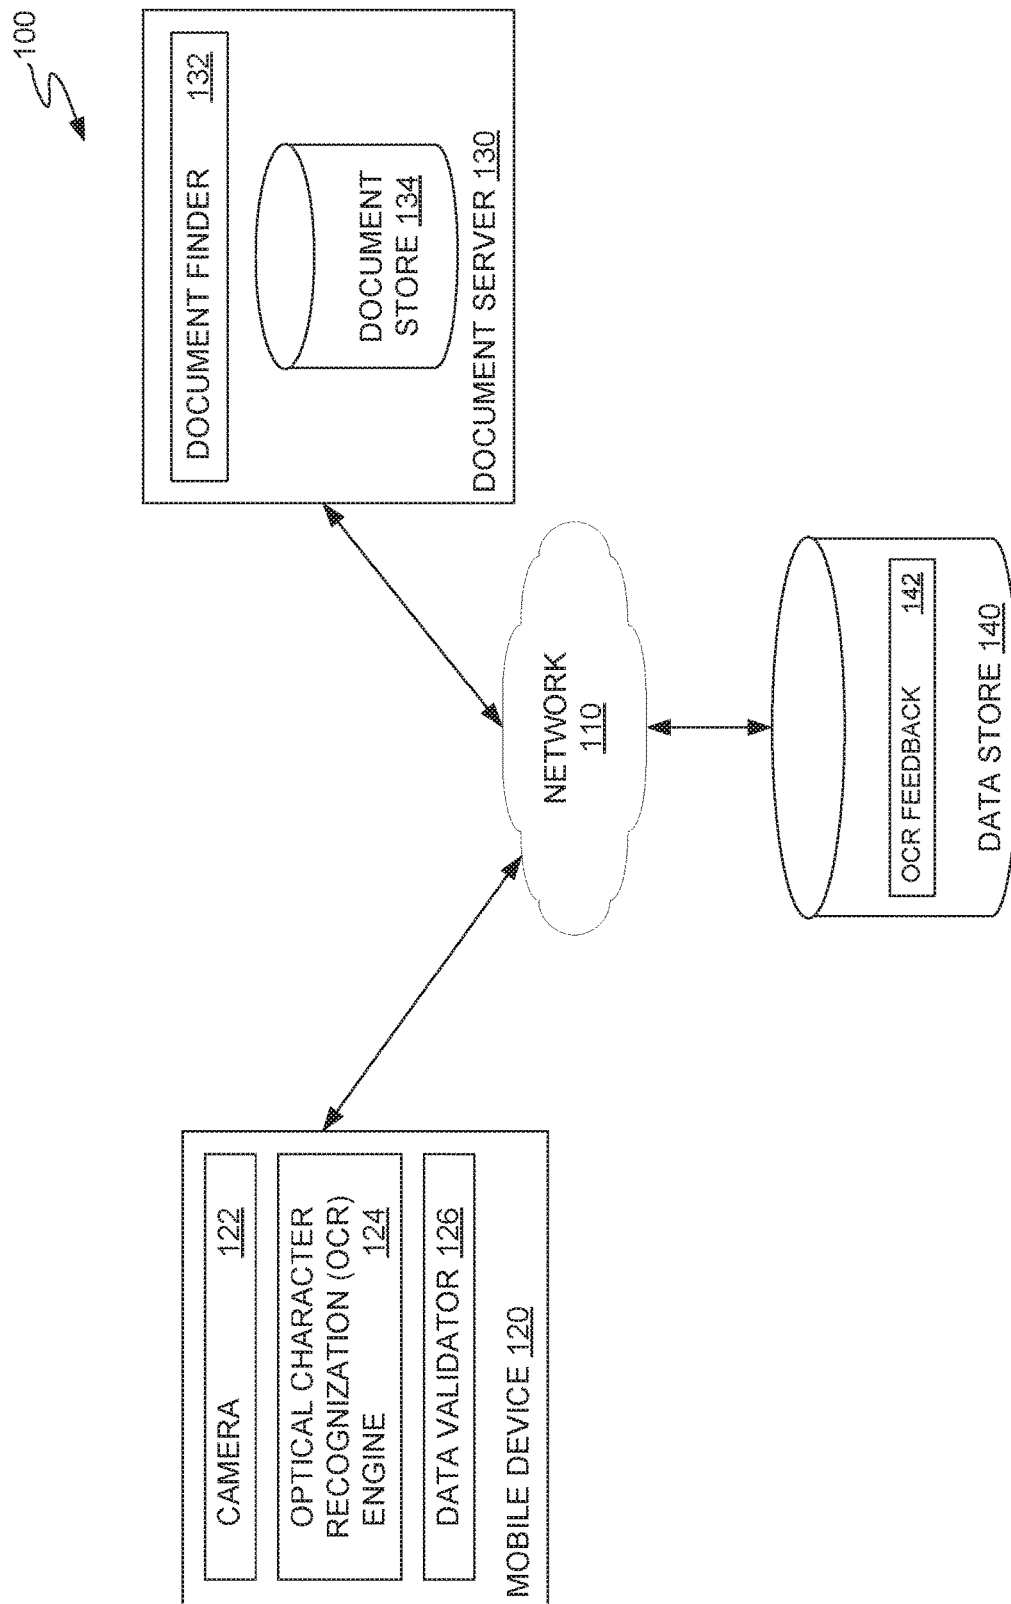 100
CAMERA 122
OPTICAL CHARACTER
RECOGNIZATION (OCR)
ENGINE 124
DATA VALIDATOR 126
MOBILE DEVICE 120
NETWORK
110
DOCUMENT FINDER 132
DOCUMENT
STORE 134
DOCUMENT SERVER 130
OCR FEEDBACK 142
DATA STORE 140